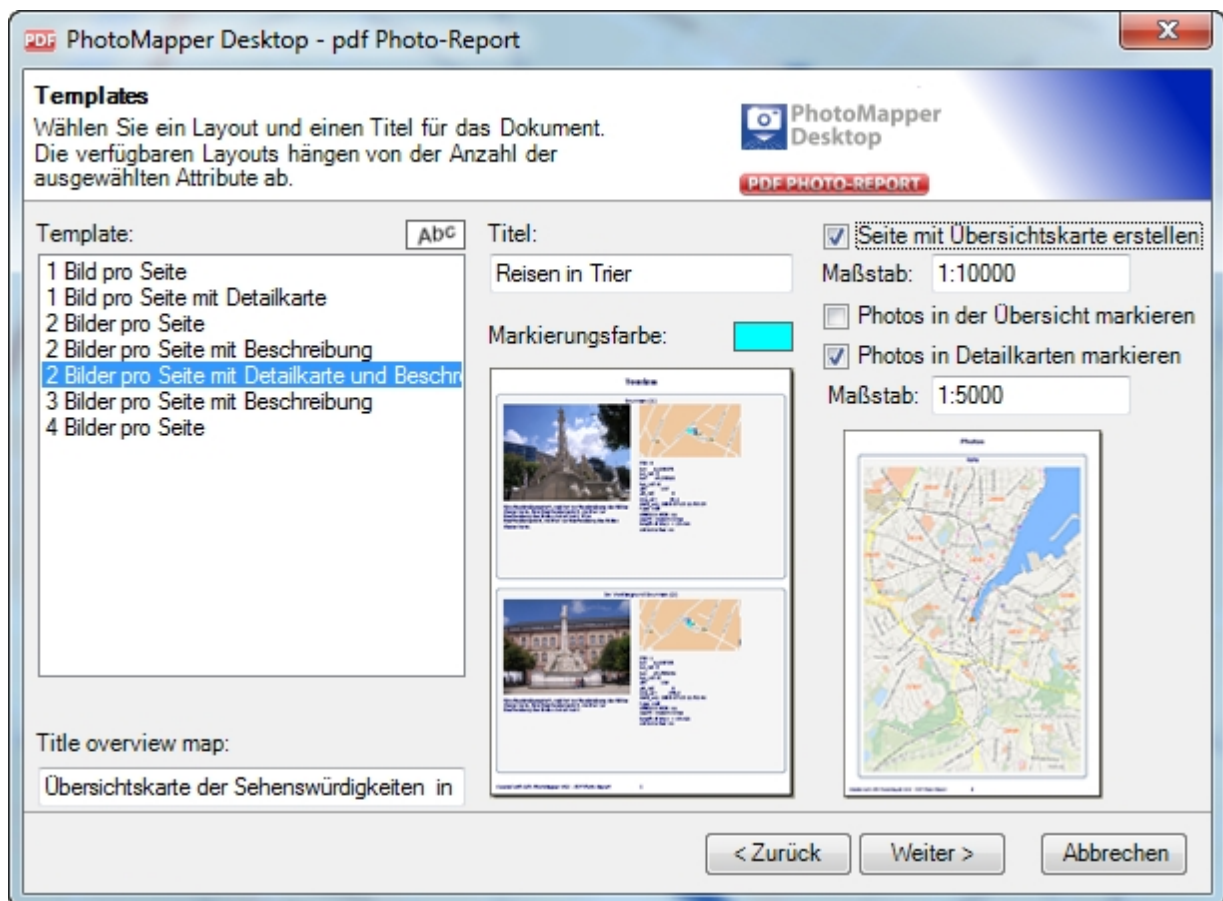 PDF PhotoMapper Desktop - pdf Photo-Report
Templates
Wählen Sie ein Layout und einen Titel für das Dokument.
Die verfügbaren Layouts hängen von der Anzahl der
ausgewählten Attribute ab.
PhotoMapper
Desktop
PDF PHOTO-REPORT
Template:
Abc
1 Bild pro Seite
1 Bild pro Seite mit Detailkarte
2 Bilder pro Seite
2 Bilder pro Seite mit Beschreibung
2 Bilder pro Seite mit Detailkarte und Beschr
3 Bilder pro Seite mit Beschreibung
4 Bilder pro Seite
Title overview map:
Übersichtskarte der Sehenswürdigkeiten in
Titel:
Reisen in Trier
Markierungsfarbe:
Seite mit Übersichtskarte erstellen
Maßstab: 1:10000
Photos in der Übersicht markieren
Photos in Detailkarten markieren
Maßstab: 1:5000
Photos
< Zurück
Weiter >
Abbrechen